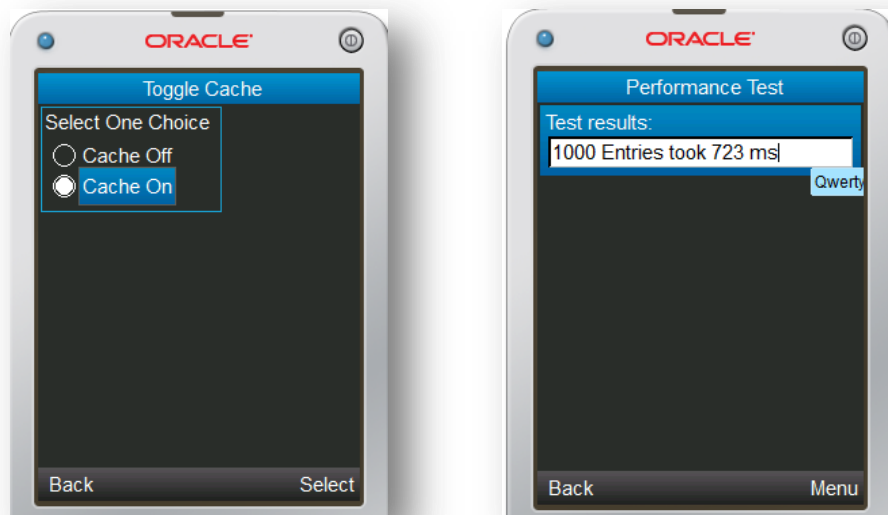 ORACLE
Toggle Cache
Select One Choice
Cache Off
Cache On
Back Select
ORACLE
Performance Test
Test results:
1000 Entries took 723 ms
Qwerty
Back Menu